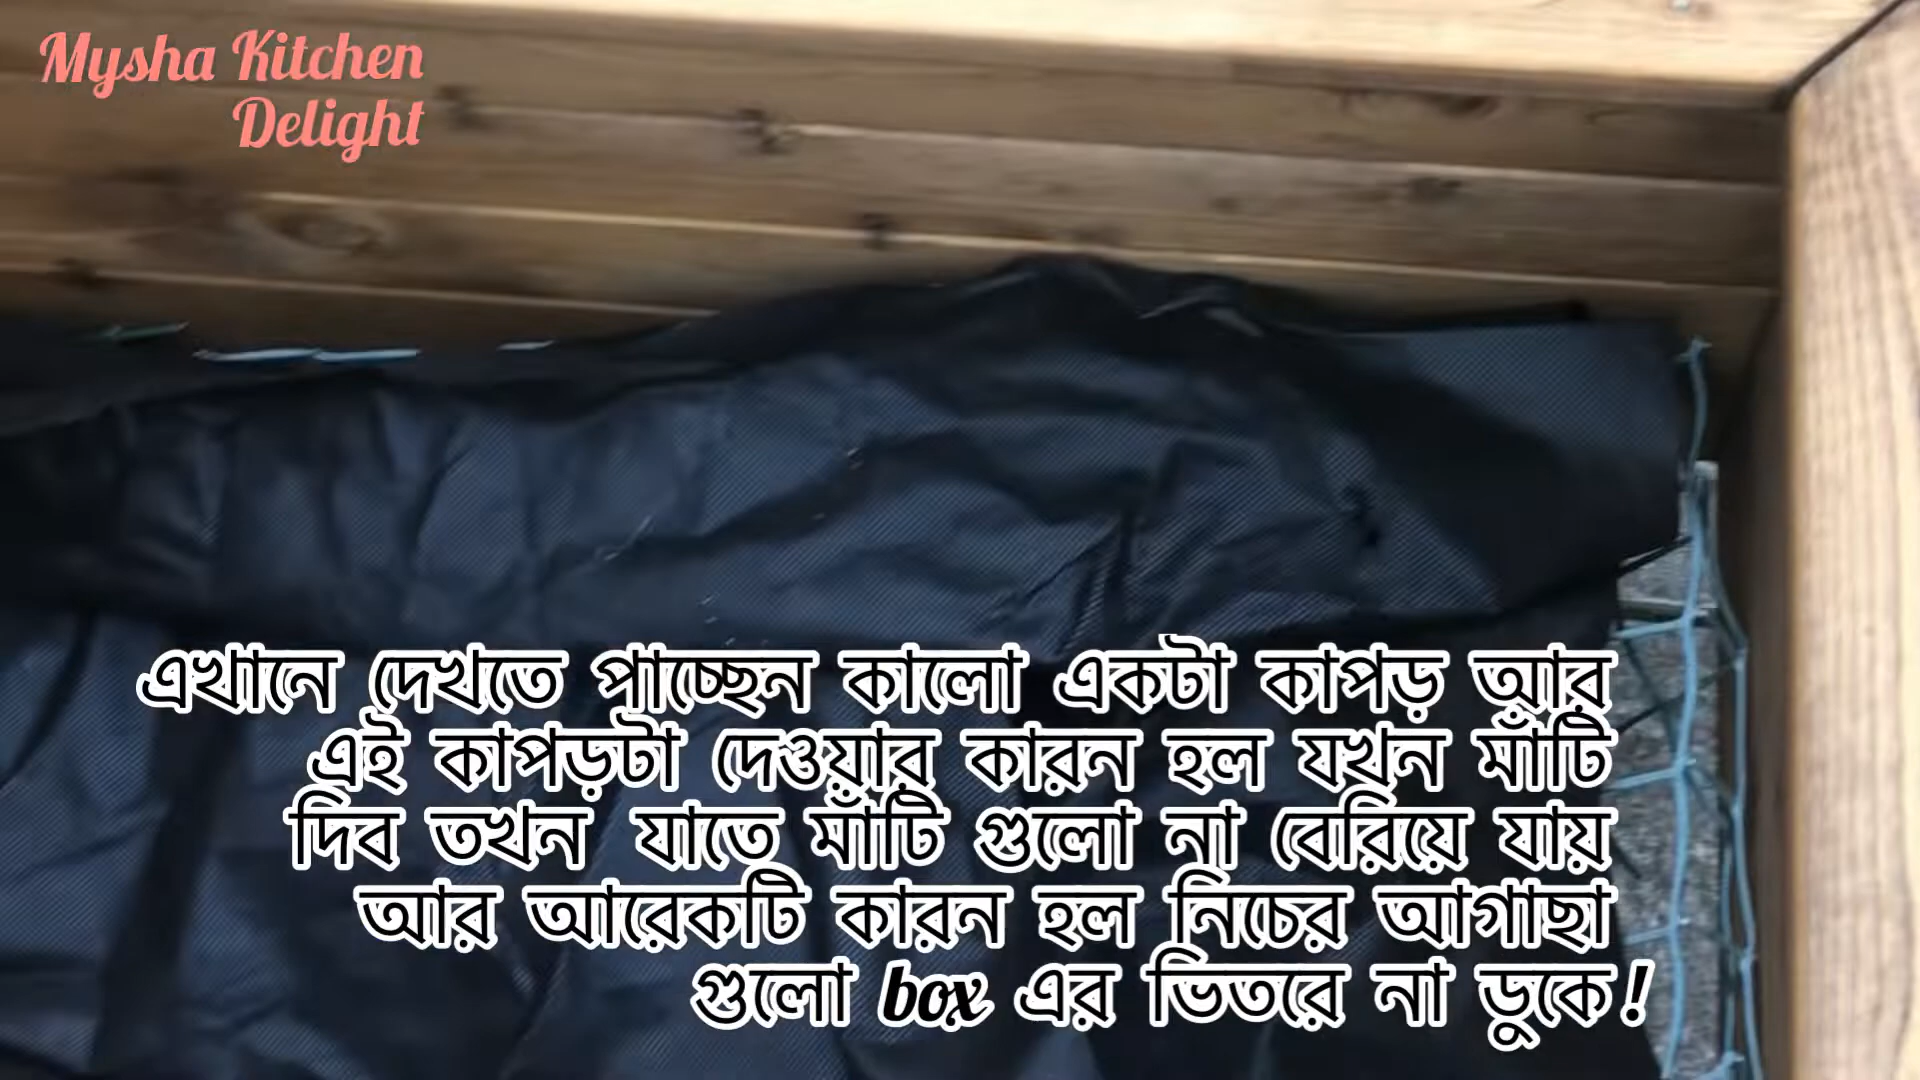 Mysha Kitchen
Delight
এখানে দেখতে পাচ্ছেন কালো একটা কাপড় আর
এই কাপড়টা দেওয়ার কারন হল যখন মাঁটি
দিব তখন যাতে মাঁটি গুলো না বেরিয়ে যায়
আর আরেকটি কারন হল নিচের আগাছা
গুলো box এর ভিতরে না ডুকে!